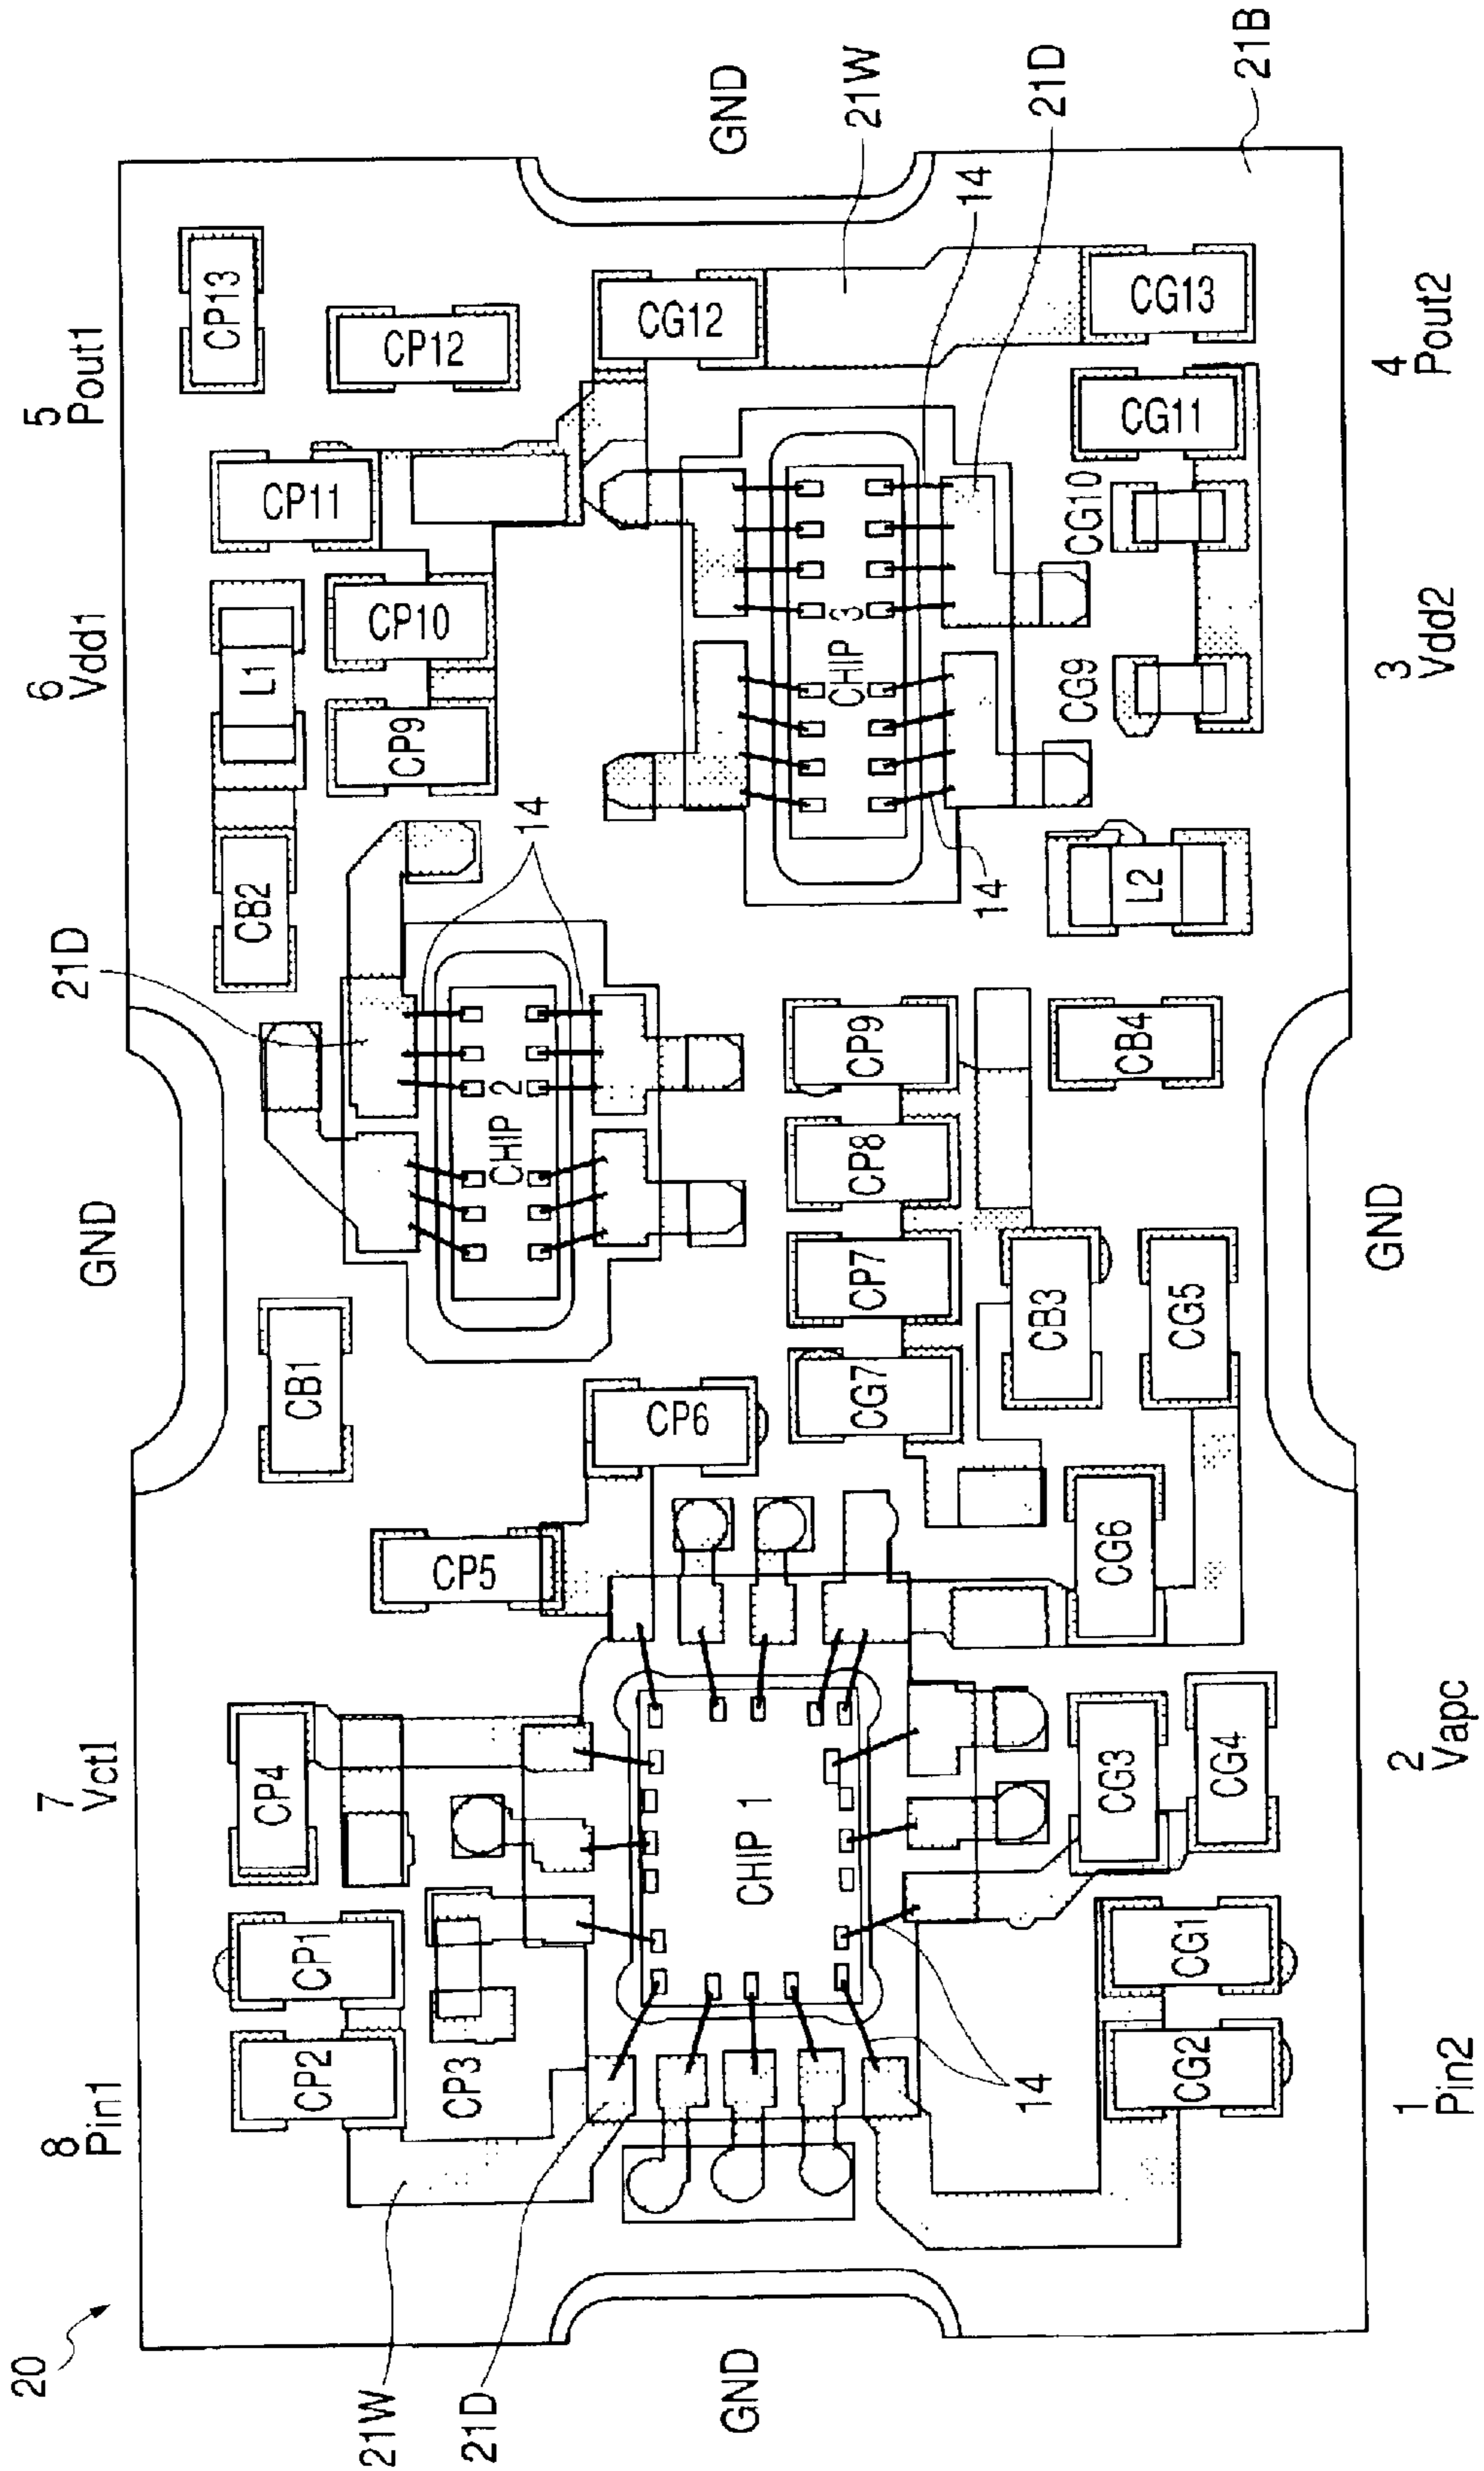 20
8
Pin1
7
Vct1
GND
6
Vdd1
5
Pout1
21D
CP2
CP1
CP4
CB1
CB2
L1
CP11
CP13
CP3
CP5
CP9
CP10
CP12
14
21W
21D
CHIP 2
CP6
CG12
GND
GND
CHIP 1
CHIP 3
21W
CG7
CP7
CP8
CP9
14
14
21D
14
CB3
CB4
L2
CG9
CG10
CG2
CG1
CG3
CG6
CG11
CG13
CG4
CG5
21B
1
Pin2
2
Vapc
GND
3
Vdd2
4
Pout2